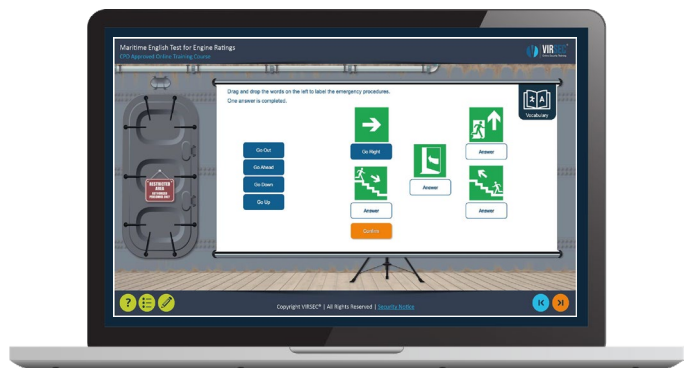 Maritime English Test for Engine Ratings
CPD Approved Online Training Course
VIRSEC
Drag and drop the words on the left to label the emergency procedures.
One answer is completed.
Vocabulary
Go Out
Go Ahead
Go Down
Go Up
Go Right
Answer
Answer
Answer
Answer
Confirm
RESTRICTED
AREA
Copyright VIRSEC® | All Rights Reserved | Security Notice